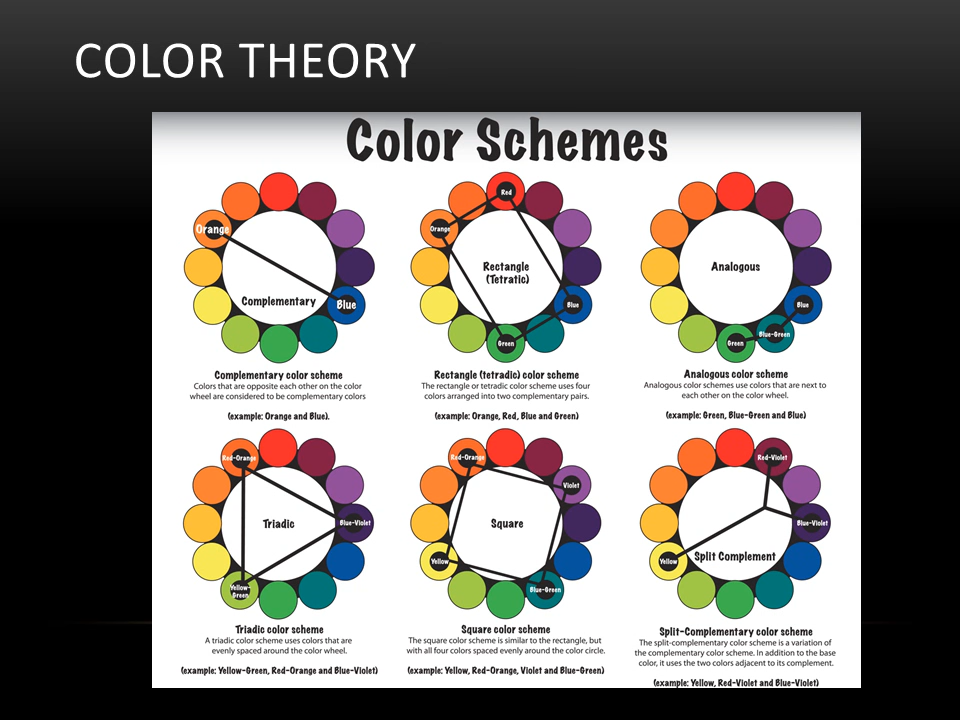 COLOR THEORY
Color Schemes
Orange
Blue
Complementary
Complementary color scheme
Colors that are opposite each other on the color
wheel are considered to be complementary colors
(example: Orange and Blue).
Red
Orange
Rectangle
(Tetratic)
Blue
Green
Rectangle (tetradic) color scheme
The rectangle or tetradic color scheme uses four
colors arranged into two complementary pairs.
(example: Orange, Red, Blue and Green)
Analogous
Blue
Blue-Green
Green
Analogous color scheme
Analogous color schemes use colors that are next to
each other on the color wheel.
(example: Green, Blue-Green and Blue)
Red-Orange
Triadic
Blue-Violet
Yellow-
Green
Triadic color scheme
A triadic color scheme uses colors that are
evenly spaced around the color wheel.
(example: Yellow-Green, Red-Orange and Blue-Violet)
Red-Orange
Violet
Square
Yellow
Blue-Green
Square color scheme
The square color scheme is similar to the rectangle, but
with all four colors spaced evenly around the color circle.
(example: Yellow, Red-Orange, Violet and Blue-Green)
Red-Violet
Blue-Violet
Yellow
Split Complement
Split-Complementary color scheme
The split-complementary color scheme is a variation of
the complementary color scheme. In addition to the base
color, it uses the two colors adjacent to its complement.
(example: Yellow, Red-Violet and Blue-Violet)